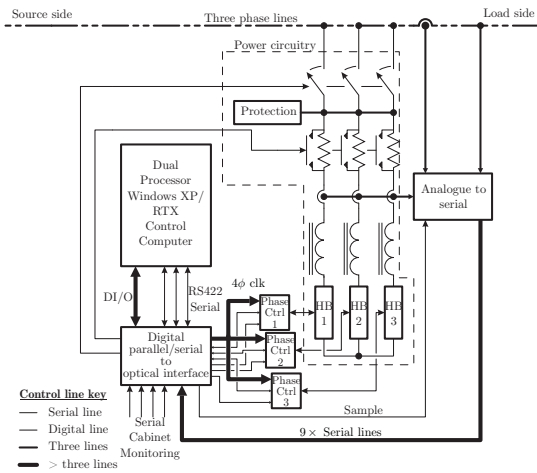 Source side
Three phase lines
Load side
Power circuitry
Protection
Dual
Processor
Windows XP/
RTX
Control
Computer
Analogue to
serial
DI/O
RS422
Serial
4ϕ clk
Phase
Ctrl
1
HB
1
HB
2
HB
3
Digital
parallel/serial
to
optical interface
Phase
Ctrl
2
Phase
Ctrl
3
Control line key
Serial line
Digital line
Three lines
> three lines
Serial
Cabinet
Monitoring
Sample
9× Serial lines